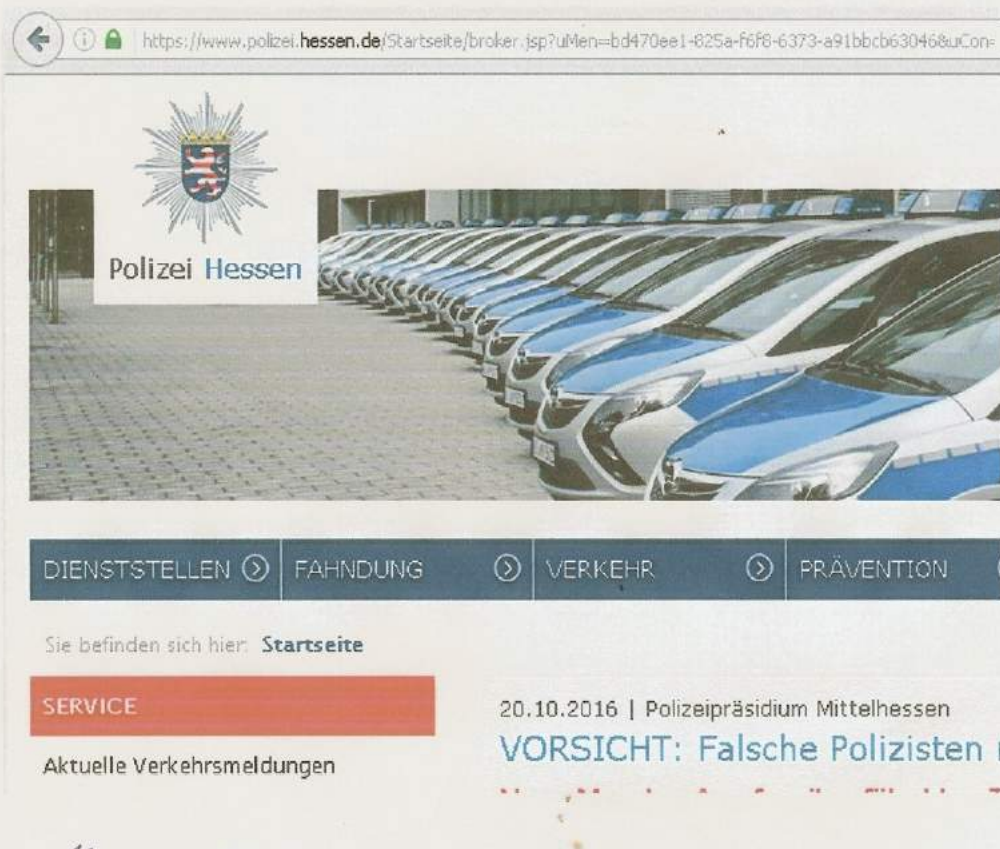 https://www.polizei.hessen.de/Startseite/broker.jsp?uMen=bd470ee1-825a-f6f8-6373-a91bbcb63046&uCon=
Polizei Hessen
DIENSTSTELLEN FAHNDUNG VERKEHR PRÄVENTION
Sie befinden sich hier: Startseite
SERVICE
Aktuelle Verkehrsmeldungen
20.10.2016 | Polizeipräsidium Mittelhessen
VORSICHT: Falsche Polizisten